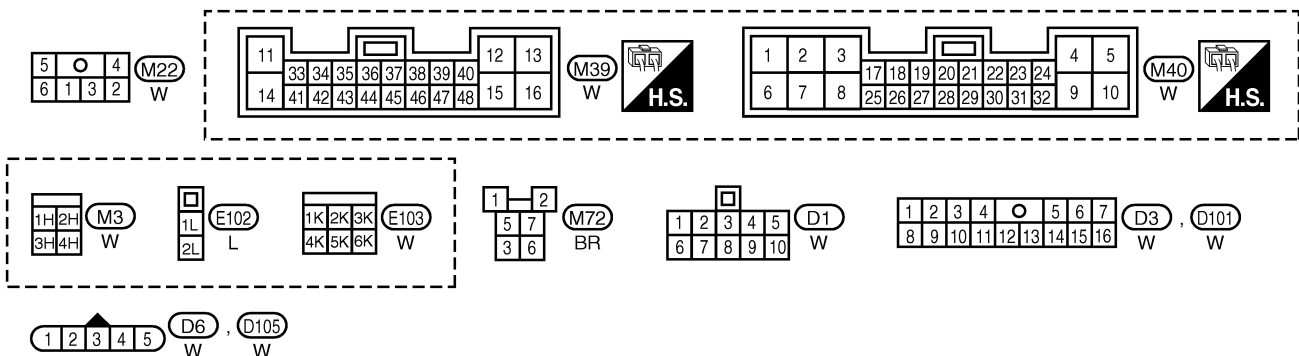 5 4
6 1 3 2
M22
W
11 12 13
33 34 35 36 37 38 39 40
14 41 42 43 44 45 46 47 48 15 16
M39
W
H.S.
1 2 3 4 5
17 18 19 20 21 22 23 24
6 7 8 25 26 27 28 29 30 31 32 9 10
M40
W
H.S.
1H 2H
3H 4H
M3
W
1L
2L
E102
L
1K 2K 3K
4K 5K 6K
E103
W
1 2
5 7
3 6
M72
BR
1 2 3 4 5
6 7 8 9 10
D1
W
1 2 3 4 5 6 7
8 9 10 11 12 13 14 15 16
D3 , D101
W W
1 2 3 4 5
D6 , D105
W W